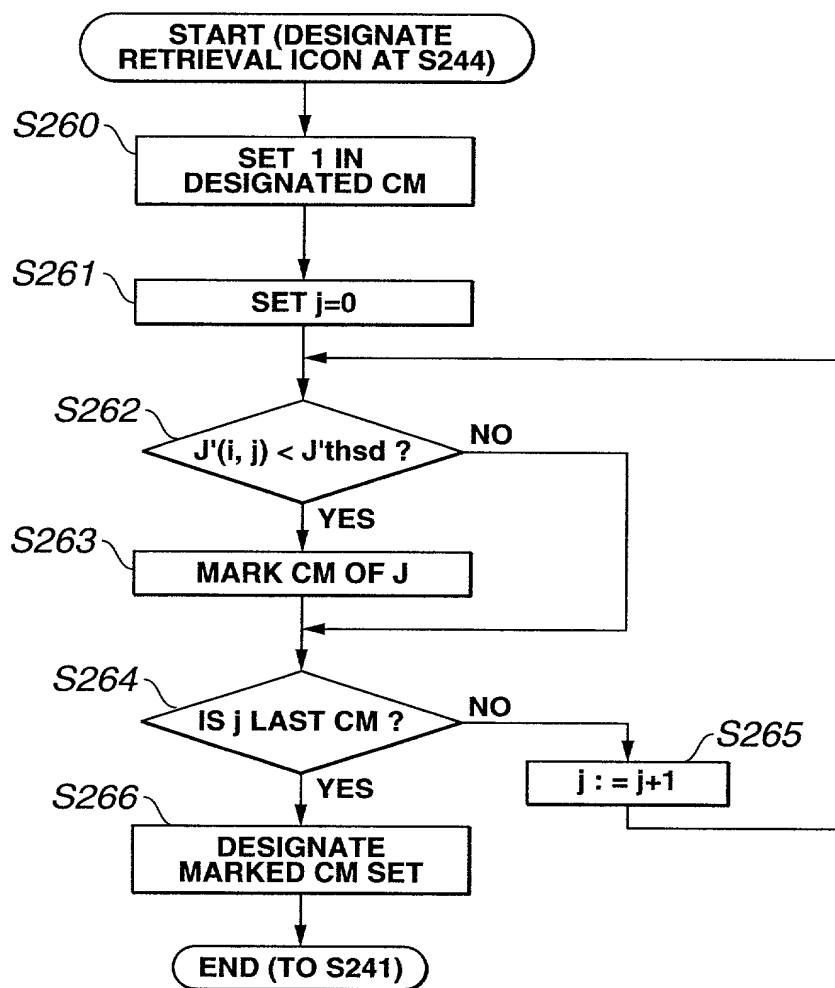 START (DESIGNATE
RETRIEVAL ICON AT S244)
S260
SET 1 IN
DESIGNATED CM
S261
SET j=0
S262
J'(i, j) < J'thsd ?
NO
YES
S263
MARK CM OF J
S264
IS j LAST CM ?
NO
S265
j : = j+1
YES
S266
DESIGNATE
MARKED CM SET
END (TO S241)